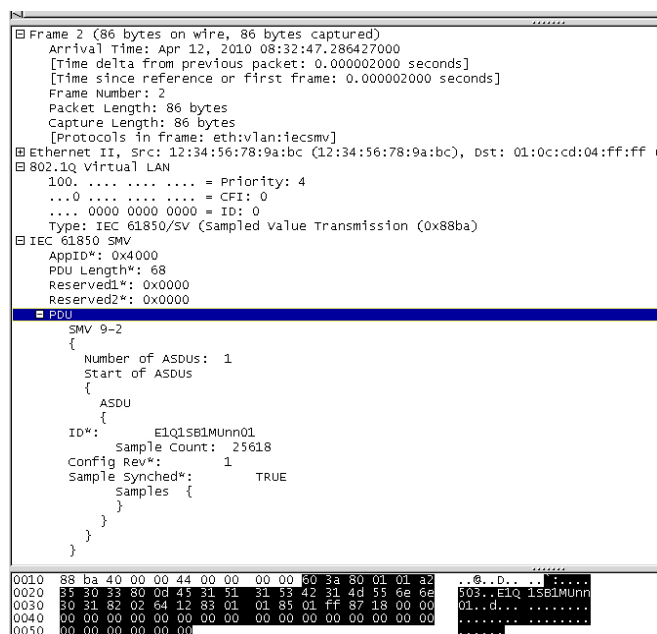 Frame 2 (86 bytes on wire, 86 bytes captured)
Arrival Time: Apr 12, 2010 08:32:47.286427000
[Time delta from previous packet: 0.000002000 seconds]
[Time since reference or first frame: 0.000002000 seconds]
Frame Number: 2
Packet Length: 86 bytes
Capture Length: 86 bytes
[Protocols in frame: eth:vlan:iecsmv]
Ethernet II, Src: 12:34:56:78:9a:bc (12:34:56:78:9a:bc), Dst: 01:0c:cd:04:ff:ff (
802.1Q Virtual LAN
100. .... .... .... = Priority: 4
...0 .... .... .... = CFI: 0
.... 0000 0000 0000 = ID: 0
Type: IEC 61850/SV (Sampled Value Transmission (0x88ba)
IEC 61850 SMV
AppID*: 0x4000
PDU Length*: 68
Reserved1*: 0x0000
Reserved2*: 0x0000
PDU
SMV 9-2
{
Number of ASDUs: 1
Start of ASDUs
{
ASDU
{
ID*: E1Q1SB1MUnn01
Sample Count: 25618
Config Rev*: 1
Sample Synched*: TRUE
Samples {
}
}
}
}
0010 88 ba 40 00 00 44 00 00 00 00 60 3a 80 01 01 a2 ..@..D.. ..`:....
0020 35 30 33 80 0d 45 31 51 31 53 42 31 4d 55 6e 6e 503..E1Q 1SB1MUnn
0030 30 31 82 02 64 12 83 01 01 85 01 ff 87 18 00 00 01..d... ........
0040 00 00 00 00 00 00 00 00 00 00 00 00 00 00 00 00 ........ ........
0050 00 00 00 00 00 00 ......